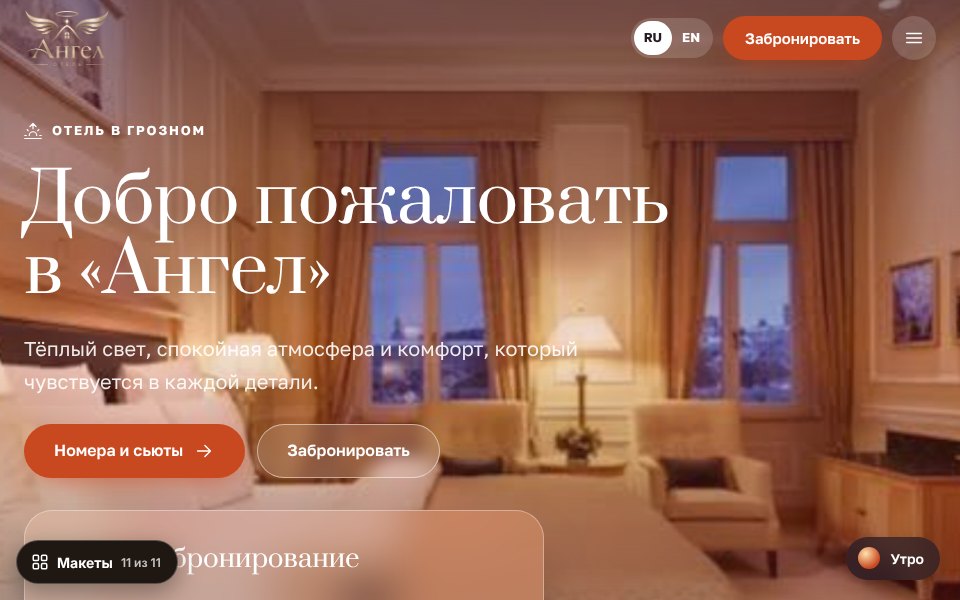 Ангел
ОТЕЛЬ
RU EN
Забронировать
ОТЕЛЬ В ГРОЗНОМ
Добро пожаловать
в «Ангел»
Тёплый свет, спокойная атмосфера и комфорт, который
чувствуется в каждой детали.
Номера и сьюты
Забронировать
бронирование
Макеты 11 из 11
Утро